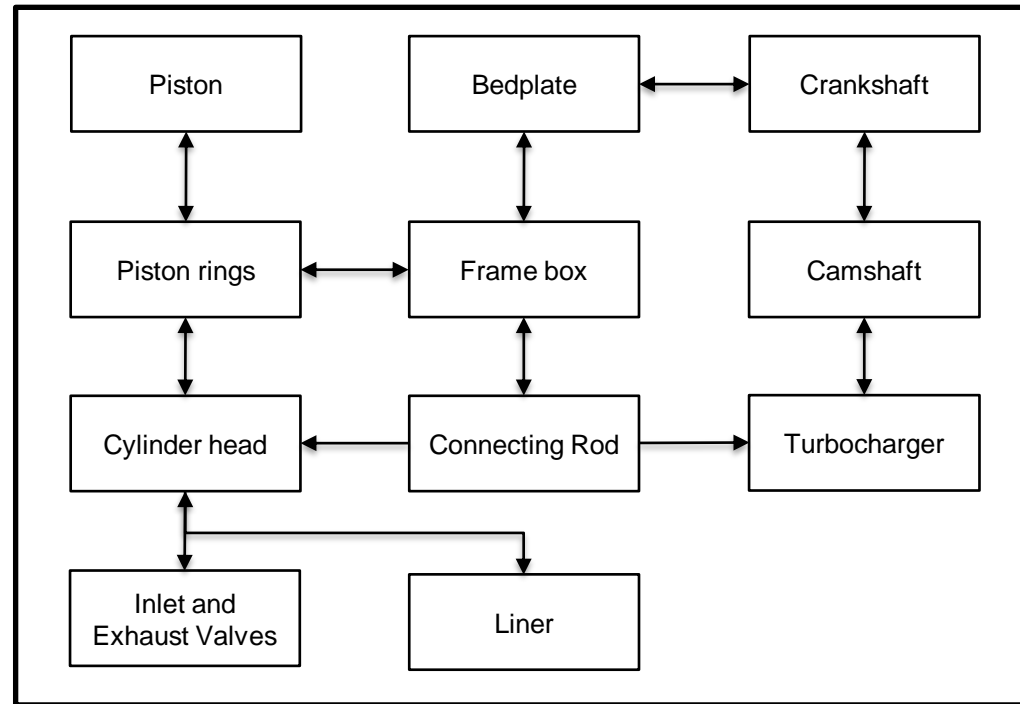 Piston
Bedplate
Crankshaft
Piston rings
Frame box
Camshaft
Cylinder head
Connecting Rod
Turbocharger
Inlet and
Exhaust Valves
Liner